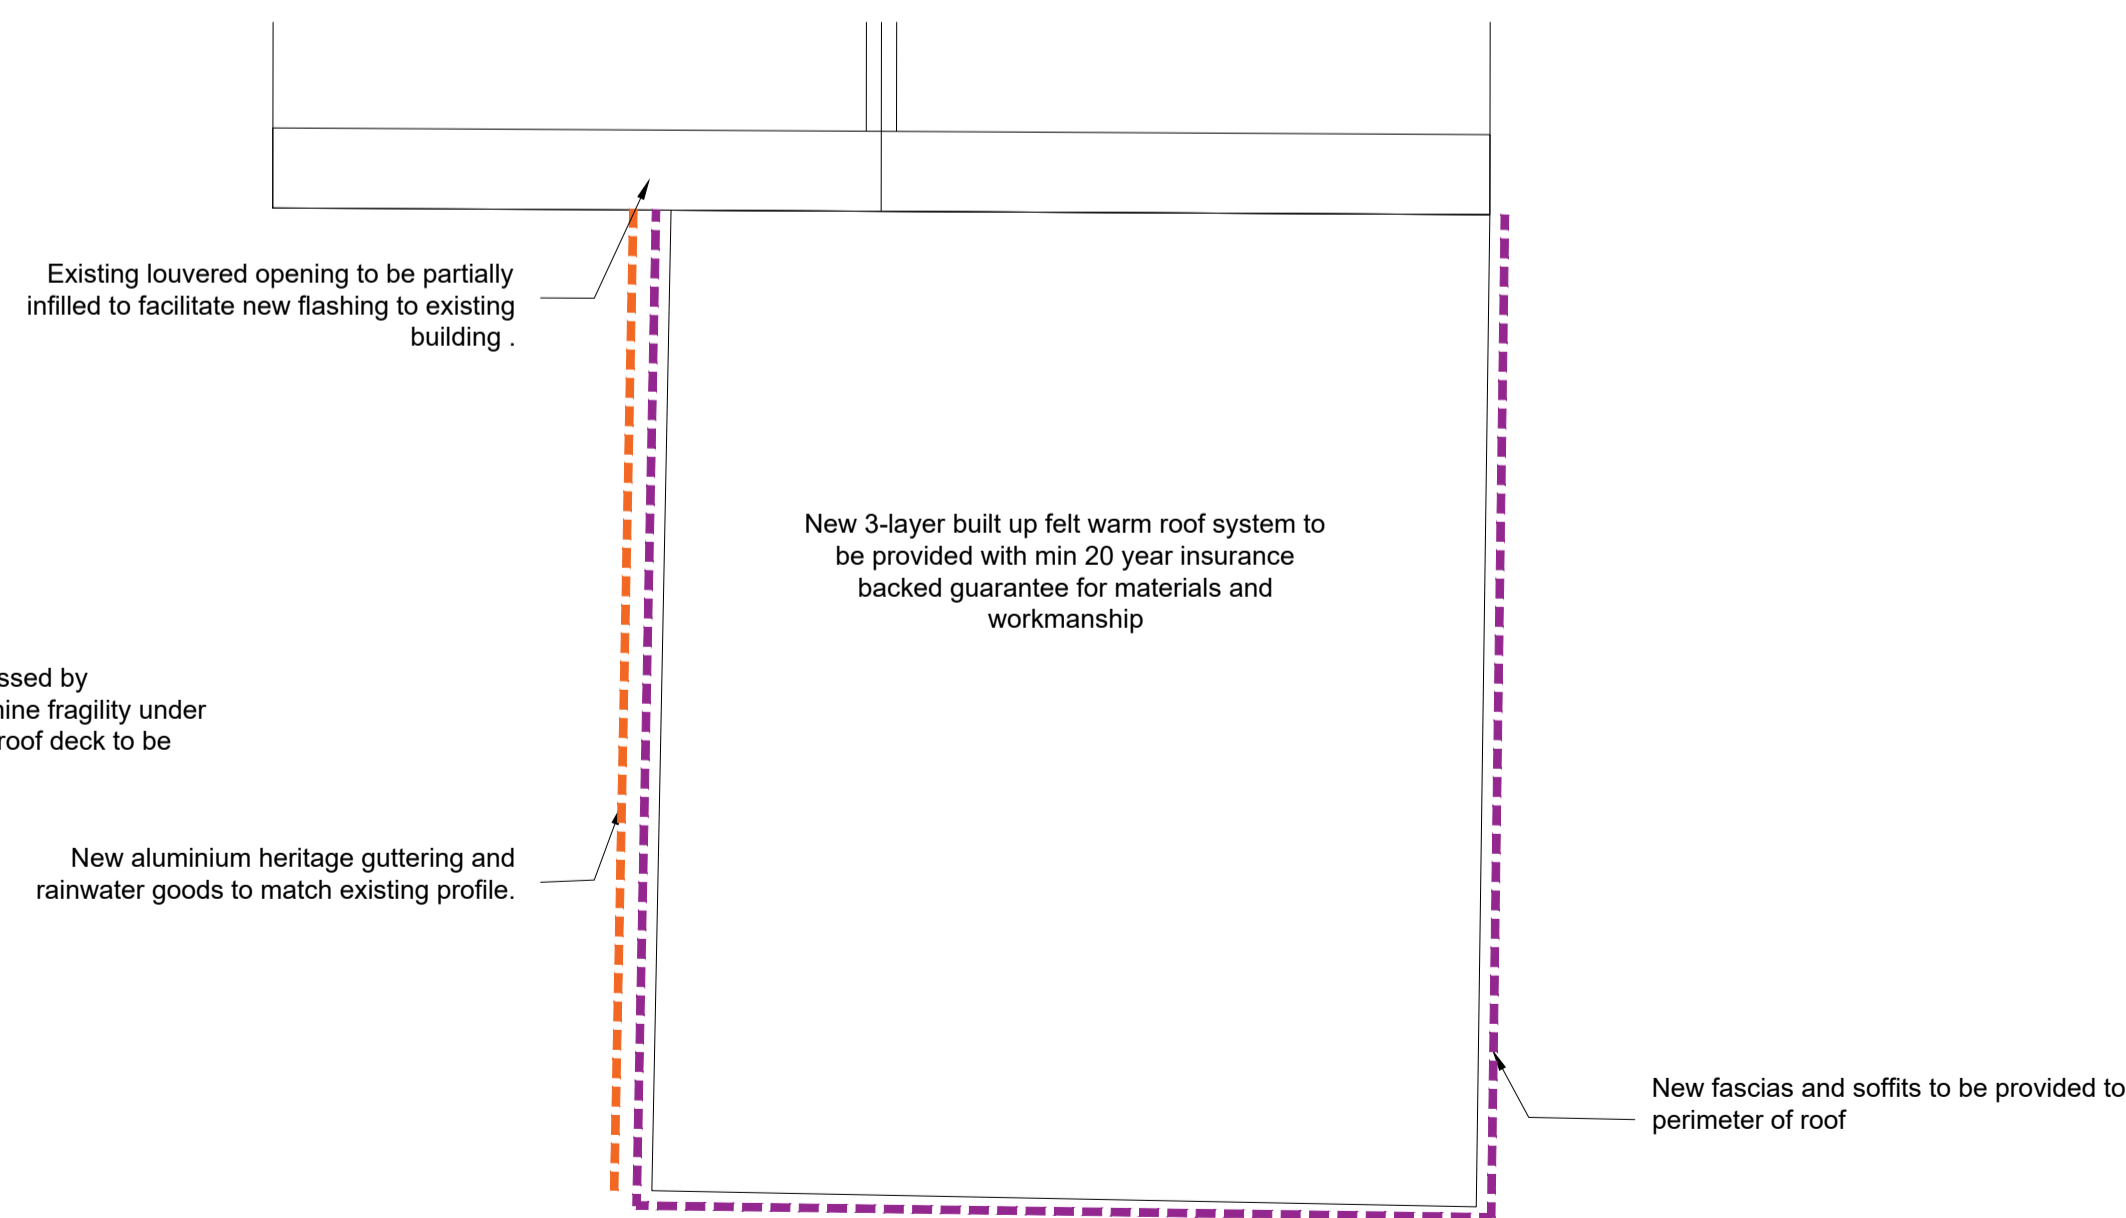 Existing louvered opening to be partially
infilled to facilitate new flashing to existing
building .
New 3-layer built up felt warm roof system to
be provided with min 20 year insurance
backed guarantee for materials and
workmanship
by
fragility under
roof deck to be
New aluminium heritage guttering and
rainwater goods to match existing profile.
New fascias and soffits to be provided to
perimeter of roof